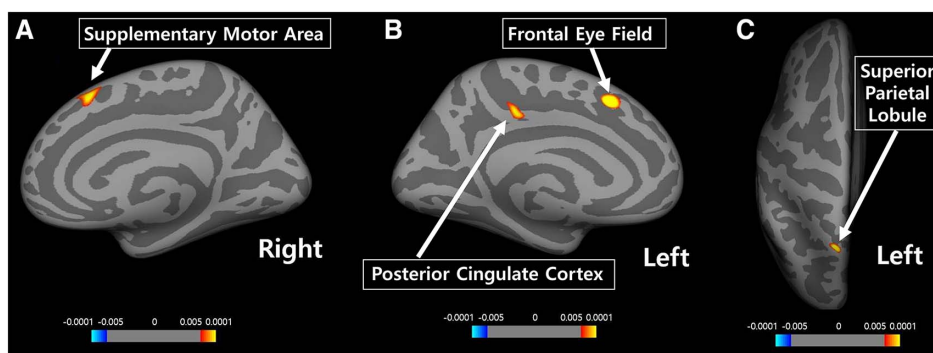 A
Supplementary Motor Area
Right
-0.0001 -0.005 0 0.005 0.0001
B
Frontal Eye Field
Posterior Cingulate Cortex
Left
-0.0001 -0.005 0 0.005 0.0001
C
Superior
Parietal
Lobule
Left
-0.0001 -0.005 0 0.005 0.0001